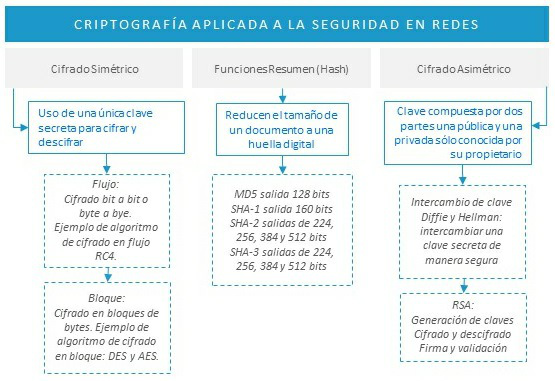 CRIPTOGRAFÍA APLICADA A LA SEGURIDAD EN REDES
Cifrado Simétrico
Uso de una única clave
secreta para cifrar y
descifrar
Flujo:
Cifrado bit a bit o
byte a bye.
Ejemplo de algoritmo
de cifrado en flujo
RC4.
Bloque:
Cifrado en bloques de
bytes. Ejemplo de
algoritmo de cifrado
en bloque: DES y AES.
Funciones Resumen (Hash)
Reducen el tamaño de
un documento a una
huella digital
MD5 salida 128 bits
SHA-1 salida 160 bits
SHA-2 salidas de 224,
256, 384 y 512 bits
SHA-3 salidas de 224,
256, 384 y 512 bits
Cifrado Asimétrico
Clave compuesta por dos
partes una pública y una
privada sólo conocida por
su propietario
Intercambio de clave
Diffie y Hellman:
intercambiar una
clave secreta de
manera segura
RSA:
Generación de claves
Cifrado y descifrado
Firma y validación